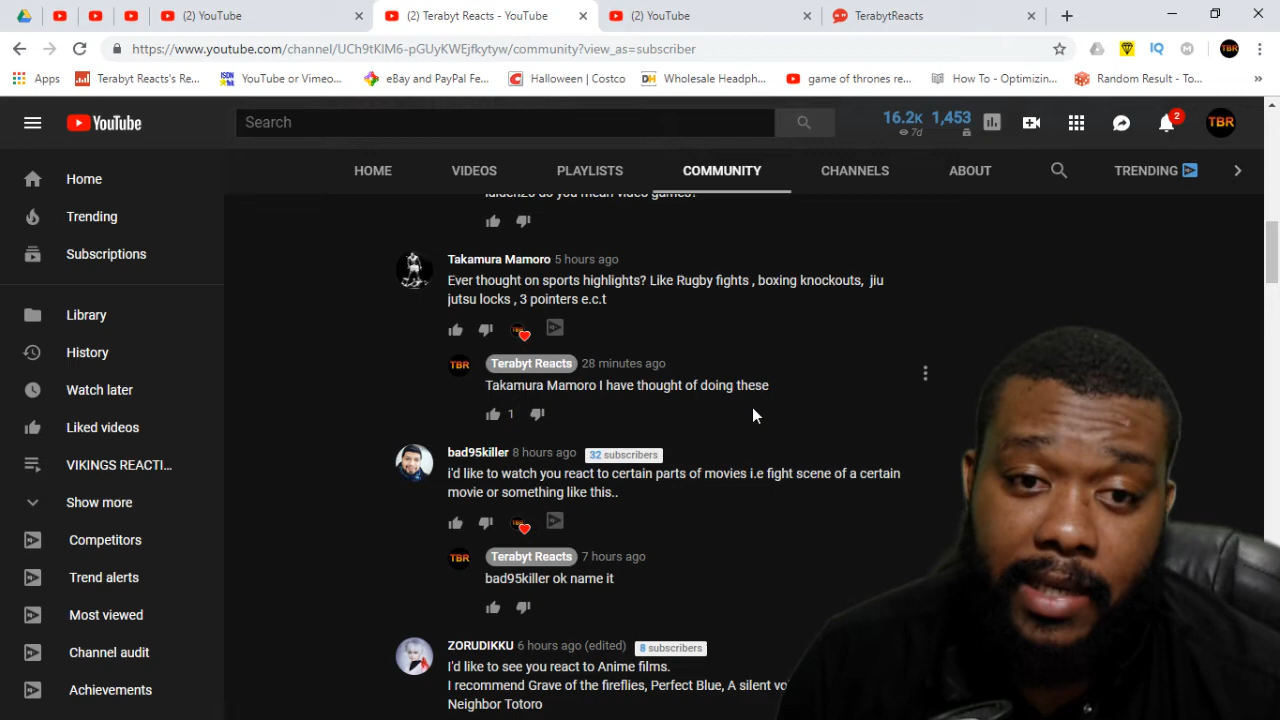 (2) YouTube
(2) Terabyt Reacts - YouTube
(2) YouTube
TerabytReacts
https://www.youtube.com/channel/UCh9tKlM6-pGUyKWEjfkytyw/community?view_as=subscriber
Apps
Terabyt Reacts's Re...
YouTube or Vimeo...
eBay and PayPal Fe...
Halloween | Costco
Wholesale Headph...
game of thrones re...
How To - Optimizin...
Random Result - To...
YouTube
Search
16.2K 1,453
7d
2
TBR
HOME
VIDEOS
PLAYLISTS
COMMUNITY
CHANNELS
ABOUT
TRENDING
Home
Trending
Subscriptions
Library
History
Watch later
Liked videos
VIKINGS REACTI...
Show more
Competitors
Trend alerts
Most viewed
Channel audit
Achievements
do you mean video games?
Takamura Mamoro 5 hours ago
Ever thought on sports highlights? Like Rugby fights , boxing knockouts,  jiu
jutsu locks , 3 pointers e.c.t
TBR
Terabyt Reacts 28 minutes ago
Takamura Mamoro I have thought of doing these
1
bad95killer 8 hours ago 32 subscribers
i'd like to watch you react to certain parts of movies i.e fight scene of a certain
movie or something like this..
TBR
Terabyt Reacts 7 hours ago
bad95killer ok name it
ZORUDIKKU 6 hours ago (edited) 8 subscribers
I'd like to see you react to Anime films.
I recommend Grave of the fireflies, Perfect Blue, A silent
Neighbor Totoro